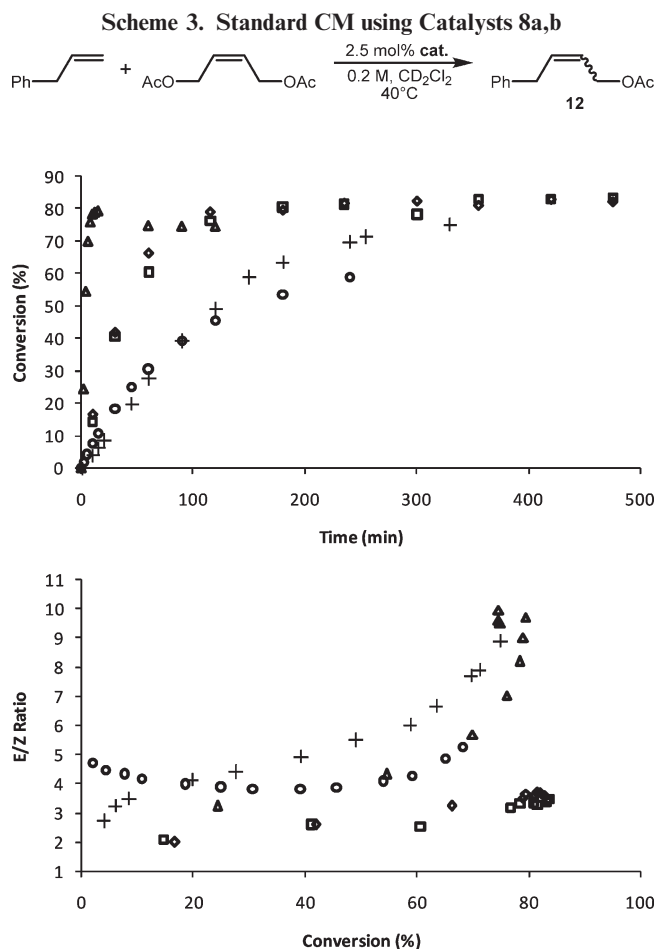 Scheme 3. Standard CM using Catalysts 8a,b
Ph
+
AcO
OAc
2.5 mol% cat.
0.2 M, CD2Cl2
40°C
Ph
OAc
12
90
80
70
60
50
40
30
20
10
0
Conversion (%)
0 100 200 300 400 500
Time (min)
11
10
9
8
7
6
5
4
3
2
1
E/Z Ratio
0 20 40 60 80 100
Conversion (%)